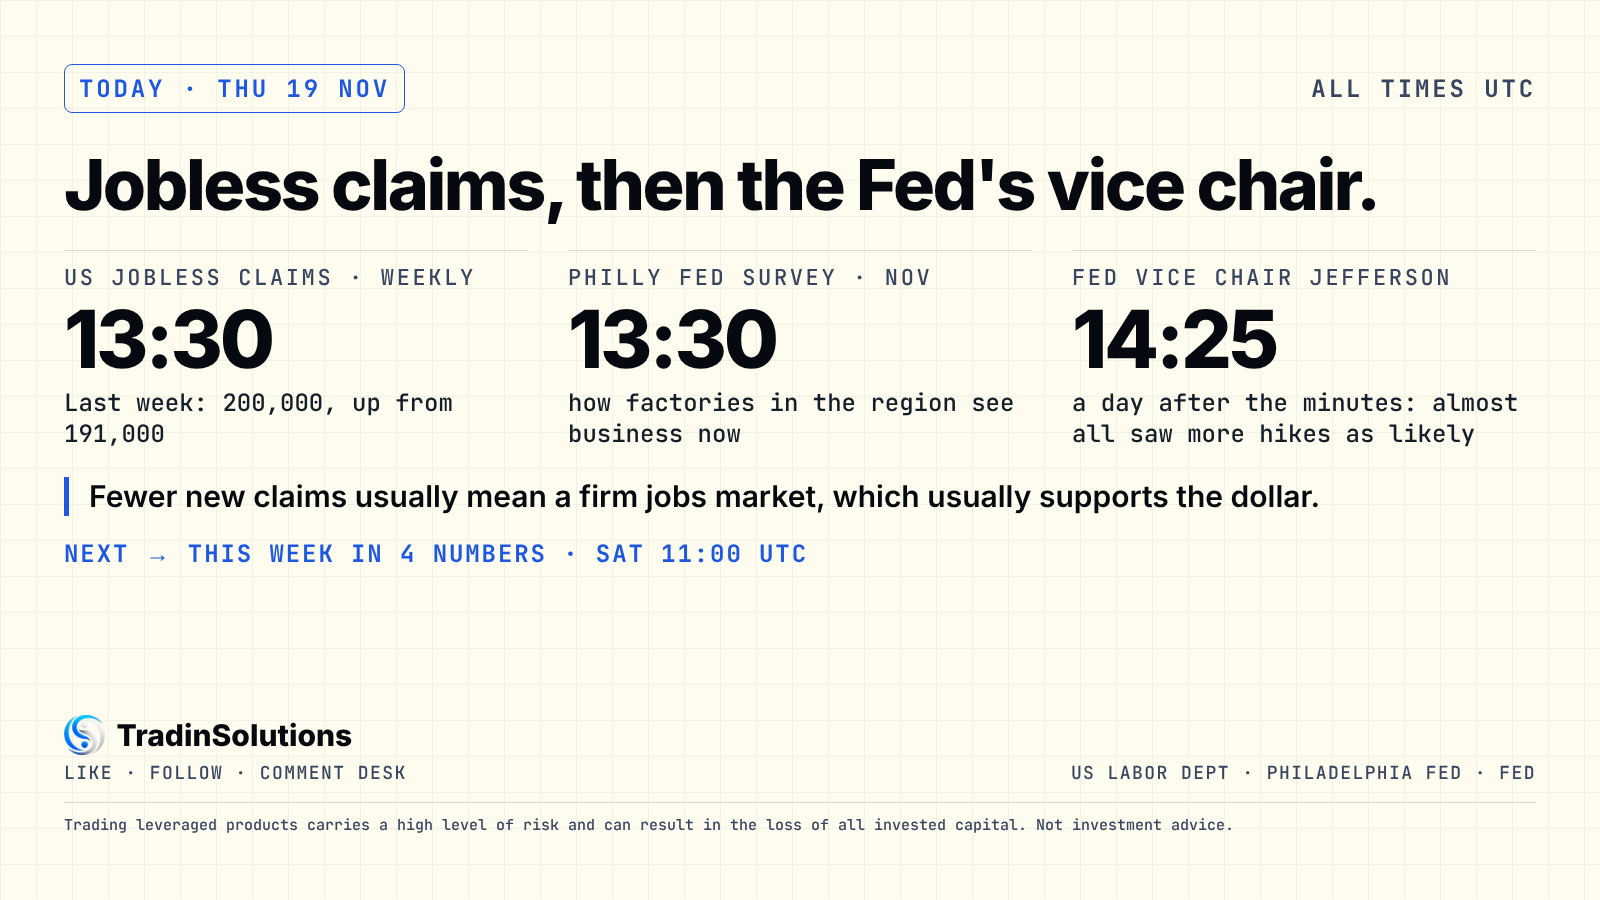 TODAY · THU 19 NOV
ALL TIMES UTC
Jobless claims, then the Fed's vice chair.
US JOBLESS CLAIMS · WEEKLY
13:30
Last week: 200,000, up from
191,000
PHILLY FED SURVEY · NOV
13:30
how factories in the region see
business now
FED VICE CHAIR JEFFERSON
14:25
a day after the minutes: almost
all saw more hikes as likely
Fewer new claims usually mean a firm jobs market, which usually supports the dollar.
NEXT → THIS WEEK IN 4 NUMBERS · SAT 11:00 UTC
TradinSolutions
LIKE · FOLLOW · COMMENT DESK
US LABOR DEPT · PHILADELPHIA FED · FED
Trading leveraged products carries a high level of risk and can result in the loss of all invested capital. Not investment advice.